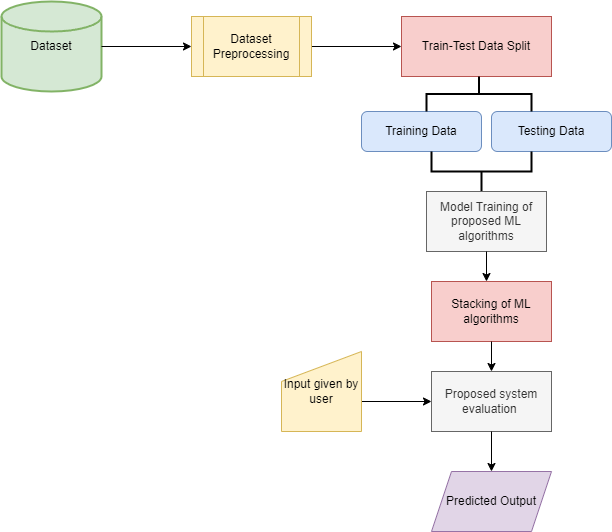 Dataset
Dataset
Preprocessing
Train-Test Data Split
Training Data
Testing Data
Model Training of
proposed ML
algorithms
Stacking of ML
algorithms
Input given by
user
Proposed system
evaluation
Predicted Output